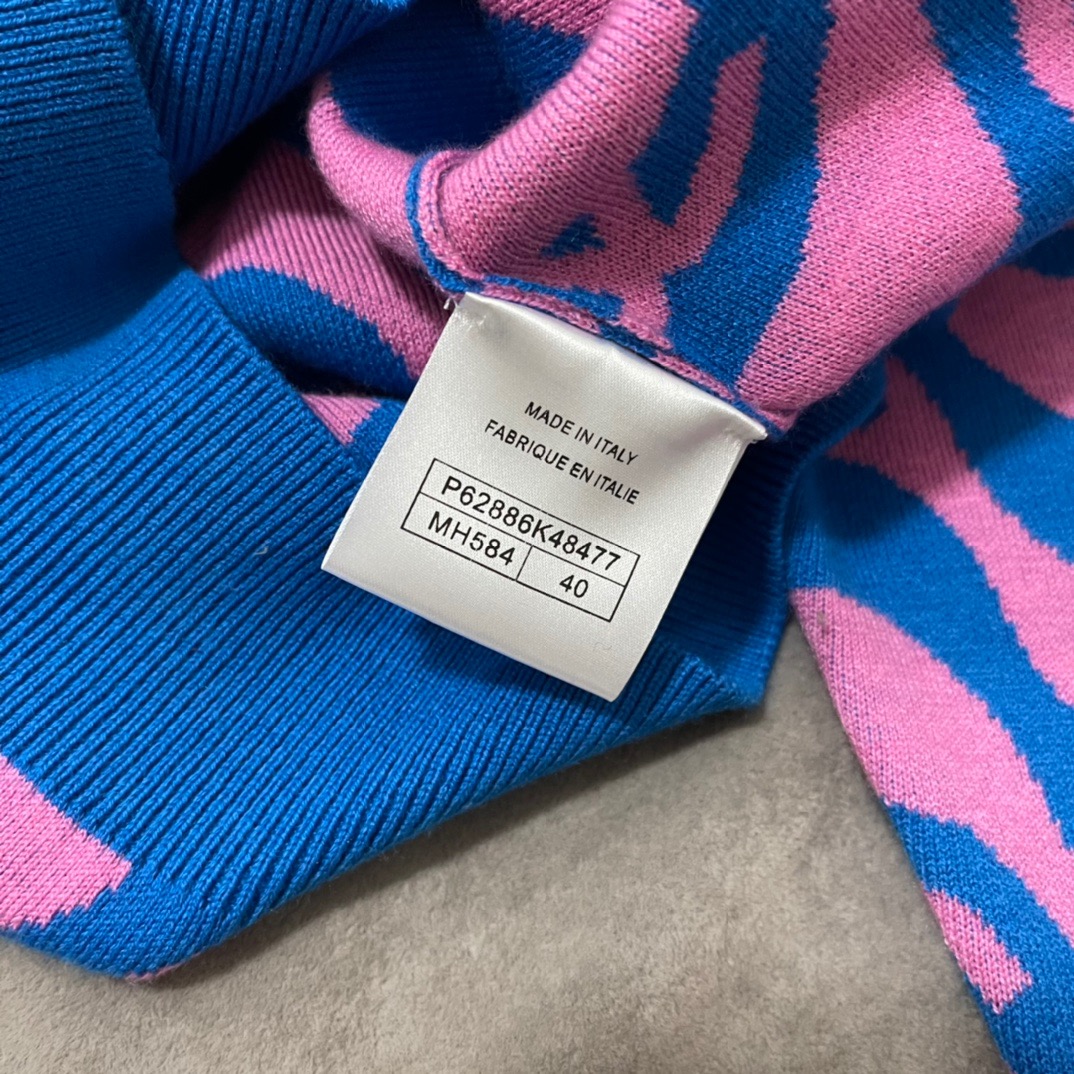 MADE IN ITALY
FABRIQUE EN ITALIE
P62886K48477
MH584 40